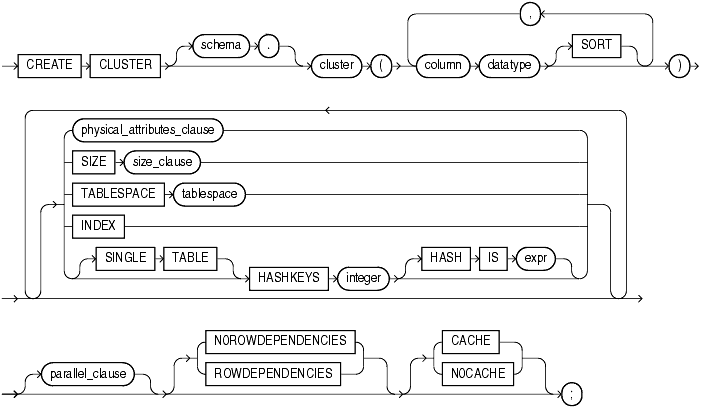 ,
schema . SORT
CREATE CLUSTER cluster ( column datatype )
physical_attributes_clause
SIZE size_clause
TABLESPACE tablespace
INDEX
SINGLE TABLE HASH IS expr
HASHKEYS integer
NOROWDEPENDENCIES CACHE
parallel_clause ROWDEPENDENCIES NOCACHE
;